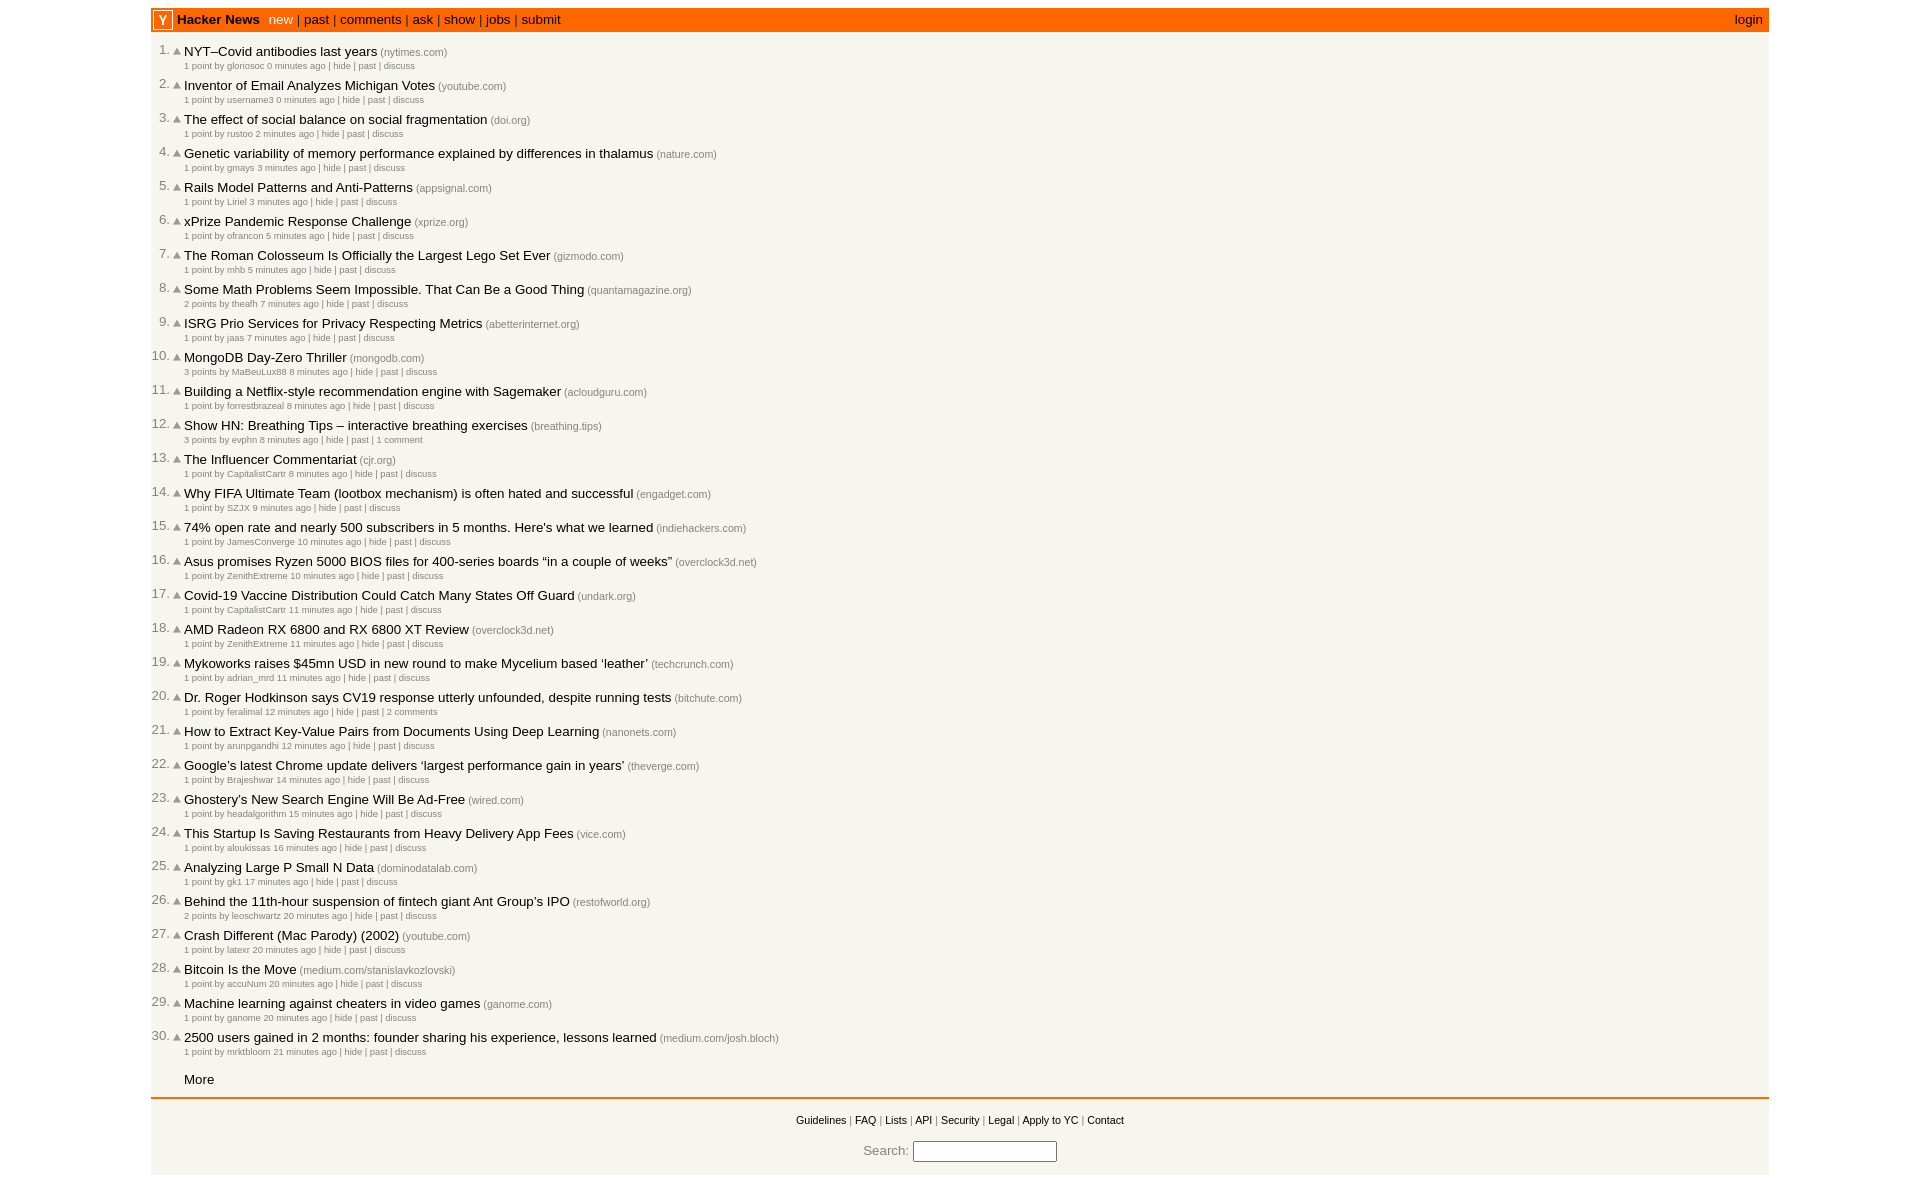 Y Hacker News new | past | comments | ask | show | jobs | submit login
1. NYT–Covid antibodies last years (nytimes.com)
1 point by gloriosoc 0 minutes ago | hide | past | discuss
2. Inventor of Email Analyzes Michigan Votes (youtube.com)
1 point by username3 0 minutes ago | hide | past | discuss
3. The effect of social balance on social fragmentation (doi.org)
1 point by rustoo 2 minutes ago | hide | past | discuss
4. Genetic variability of memory performance explained by differences in thalamus (nature.com)
1 point by gmays 3 minutes ago | hide | past | discuss
5. Rails Model Patterns and Anti-Patterns (appsignal.com)
1 point by Liriel 3 minutes ago | hide | past | discuss
6. xPrize Pandemic Response Challenge (xprize.org)
1 point by ofrancon 5 minutes ago | hide | past | discuss
7. The Roman Colosseum Is Officially the Largest Lego Set Ever (gizmodo.com)
1 point by mhb 5 minutes ago | hide | past | discuss
8. Some Math Problems Seem Impossible. That Can Be a Good Thing (quantamagazine.org)
2 points by theafh 7 minutes ago | hide | past | discuss
9. ISRG Prio Services for Privacy Respecting Metrics (abetterinternet.org)
1 point by jaas 7 minutes ago | hide | past | discuss
10. MongoDB Day-Zero Thriller (mongodb.com)
3 points by MaBeuLux88 8 minutes ago | hide | past | discuss
11. Building a Netflix-style recommendation engine with Sagemaker (acloudguru.com)
1 point by forrestbrazeal 8 minutes ago | hide | past | discuss
12. Show HN: Breathing Tips – interactive breathing exercises (breathing.tips)
3 points by evphn 8 minutes ago | hide | past | 1 comment
13. The Influencer Commentariat (cjr.org)
1 point by CapitalistCartr 8 minutes ago | hide | past | discuss
14. Why FIFA Ultimate Team (lootbox mechanism) is often hated and successful (engadget.com)
1 point by SZJX 9 minutes ago | hide | past | discuss
15. 74% open rate and nearly 500 subscribers in 5 months. Here's what we learned (indiehackers.com)
1 point by JamesConverge 10 minutes ago | hide | past | discuss
16. Asus promises Ryzen 5000 BIOS files for 400-series boards “in a couple of weeks” (overclock3d.net)
1 point by ZenithExtreme 10 minutes ago | hide | past | discuss
17. Covid-19 Vaccine Distribution Could Catch Many States Off Guard (undark.org)
1 point by CapitalistCartr 11 minutes ago | hide | past | discuss
18. AMD Radeon RX 6800 and RX 6800 XT Review (overclock3d.net)
1 point by ZenithExtreme 11 minutes ago | hide | past | discuss
19. Mykoworks raises $45mn USD in new round to make Mycelium based ‘leather’ (techcrunch.com)
1 point by adrian_mrd 11 minutes ago | hide | past | discuss
20. Dr. Roger Hodkinson says CV19 response utterly unfounded, despite running tests (bitchute.com)
1 point by feralimal 12 minutes ago | hide | past | 2 comments
21. How to Extract Key-Value Pairs from Documents Using Deep Learning (nanonets.com)
1 point by arunpgandhi 12 minutes ago | hide | past | discuss
22. Google’s latest Chrome update delivers ‘largest performance gain in years’ (theverge.com)
1 point by Brajeshwar 14 minutes ago | hide | past | discuss
23. Ghostery’s New Search Engine Will Be Ad-Free (wired.com)
1 point by headalgorithm 15 minutes ago | hide | past | discuss
24. This Startup Is Saving Restaurants from Heavy Delivery App Fees (vice.com)
1 point by aloukissas 16 minutes ago | hide | past | discuss
25. Analyzing Large P Small N Data (dominodatalab.com)
1 point by gk1 17 minutes ago | hide | past | discuss
26. Behind the 11th-hour suspension of fintech giant Ant Group’s IPO (restofworld.org)
2 points by leoschwartz 20 minutes ago | hide | past | discuss
27. Crash Different (Mac Parody) (2002) (youtube.com)
1 point by latexr 20 minutes ago | hide | past | discuss
28. Bitcoin Is the Move (medium.com/stanislavkozlovski)
1 point by accuNum 20 minutes ago | hide | past | discuss
29. Machine learning against cheaters in video games (ganome.com)
1 point by ganome 20 minutes ago | hide | past | discuss
30. 2500 users gained in 2 months: founder sharing his experience, lessons learned (medium.com/josh.bloch)
1 point by mrktbloom 21 minutes ago | hide | past | discuss
More
Guidelines | FAQ | Lists | API | Security | Legal | Apply to YC | Contact
Search: